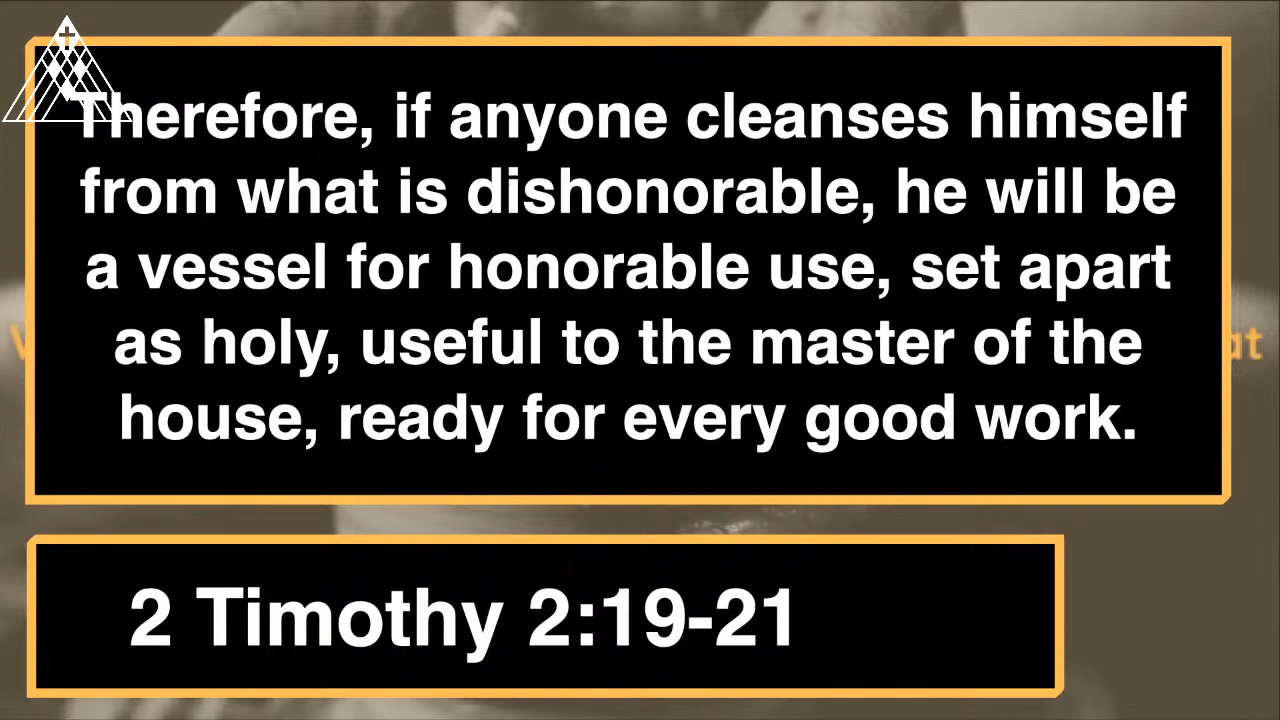 Therefore, if anyone cleanses himself
from what is dishonorable, he will be
a vessel for honorable use, set apart
as holy, useful to the master of the
house, ready for every good work.
2 Timothy 2:19-21